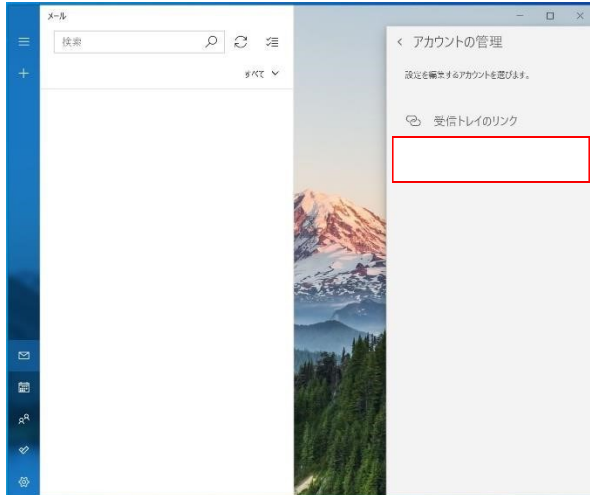 メール
検索
すべて
アカウントの管理
設定を編集するアカウントを選びます。
受信トレイのリンク